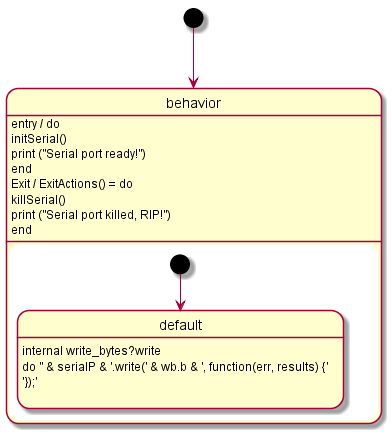 behavior
entry / do
initSerial()
print ("Serial port ready!")
end
Exit / ExitActions() = do
killSerial()
print ("Serial port killed, RIP!")
end
default
internal write_bytes?write
do '' & serialP & '.write(' & wb.b & ', function(err, results) {'
'});'